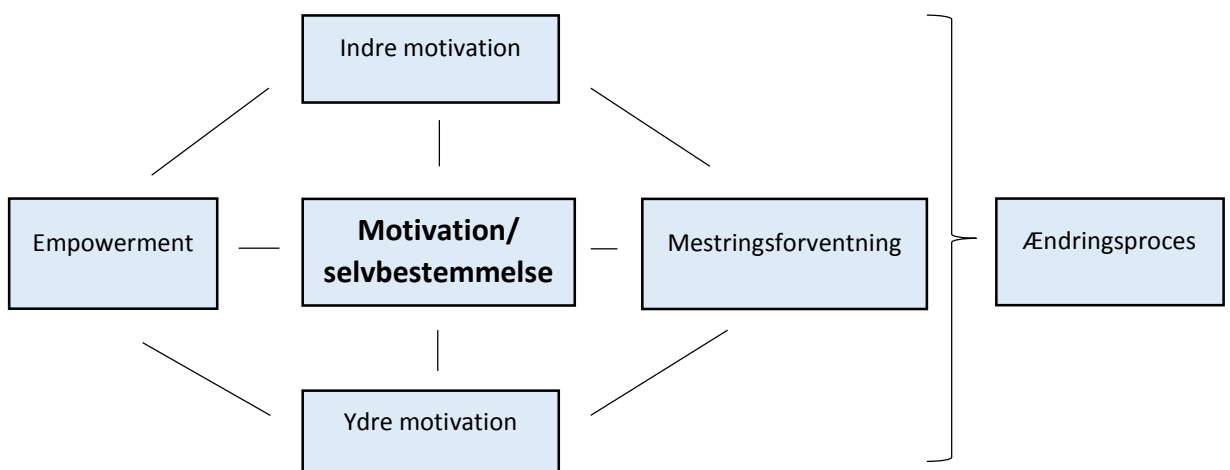 Indre motivation
Empowerment
Motivation/
selvbestemmelse
Mestringsforventning
Ændringsproces
Ydre motivation